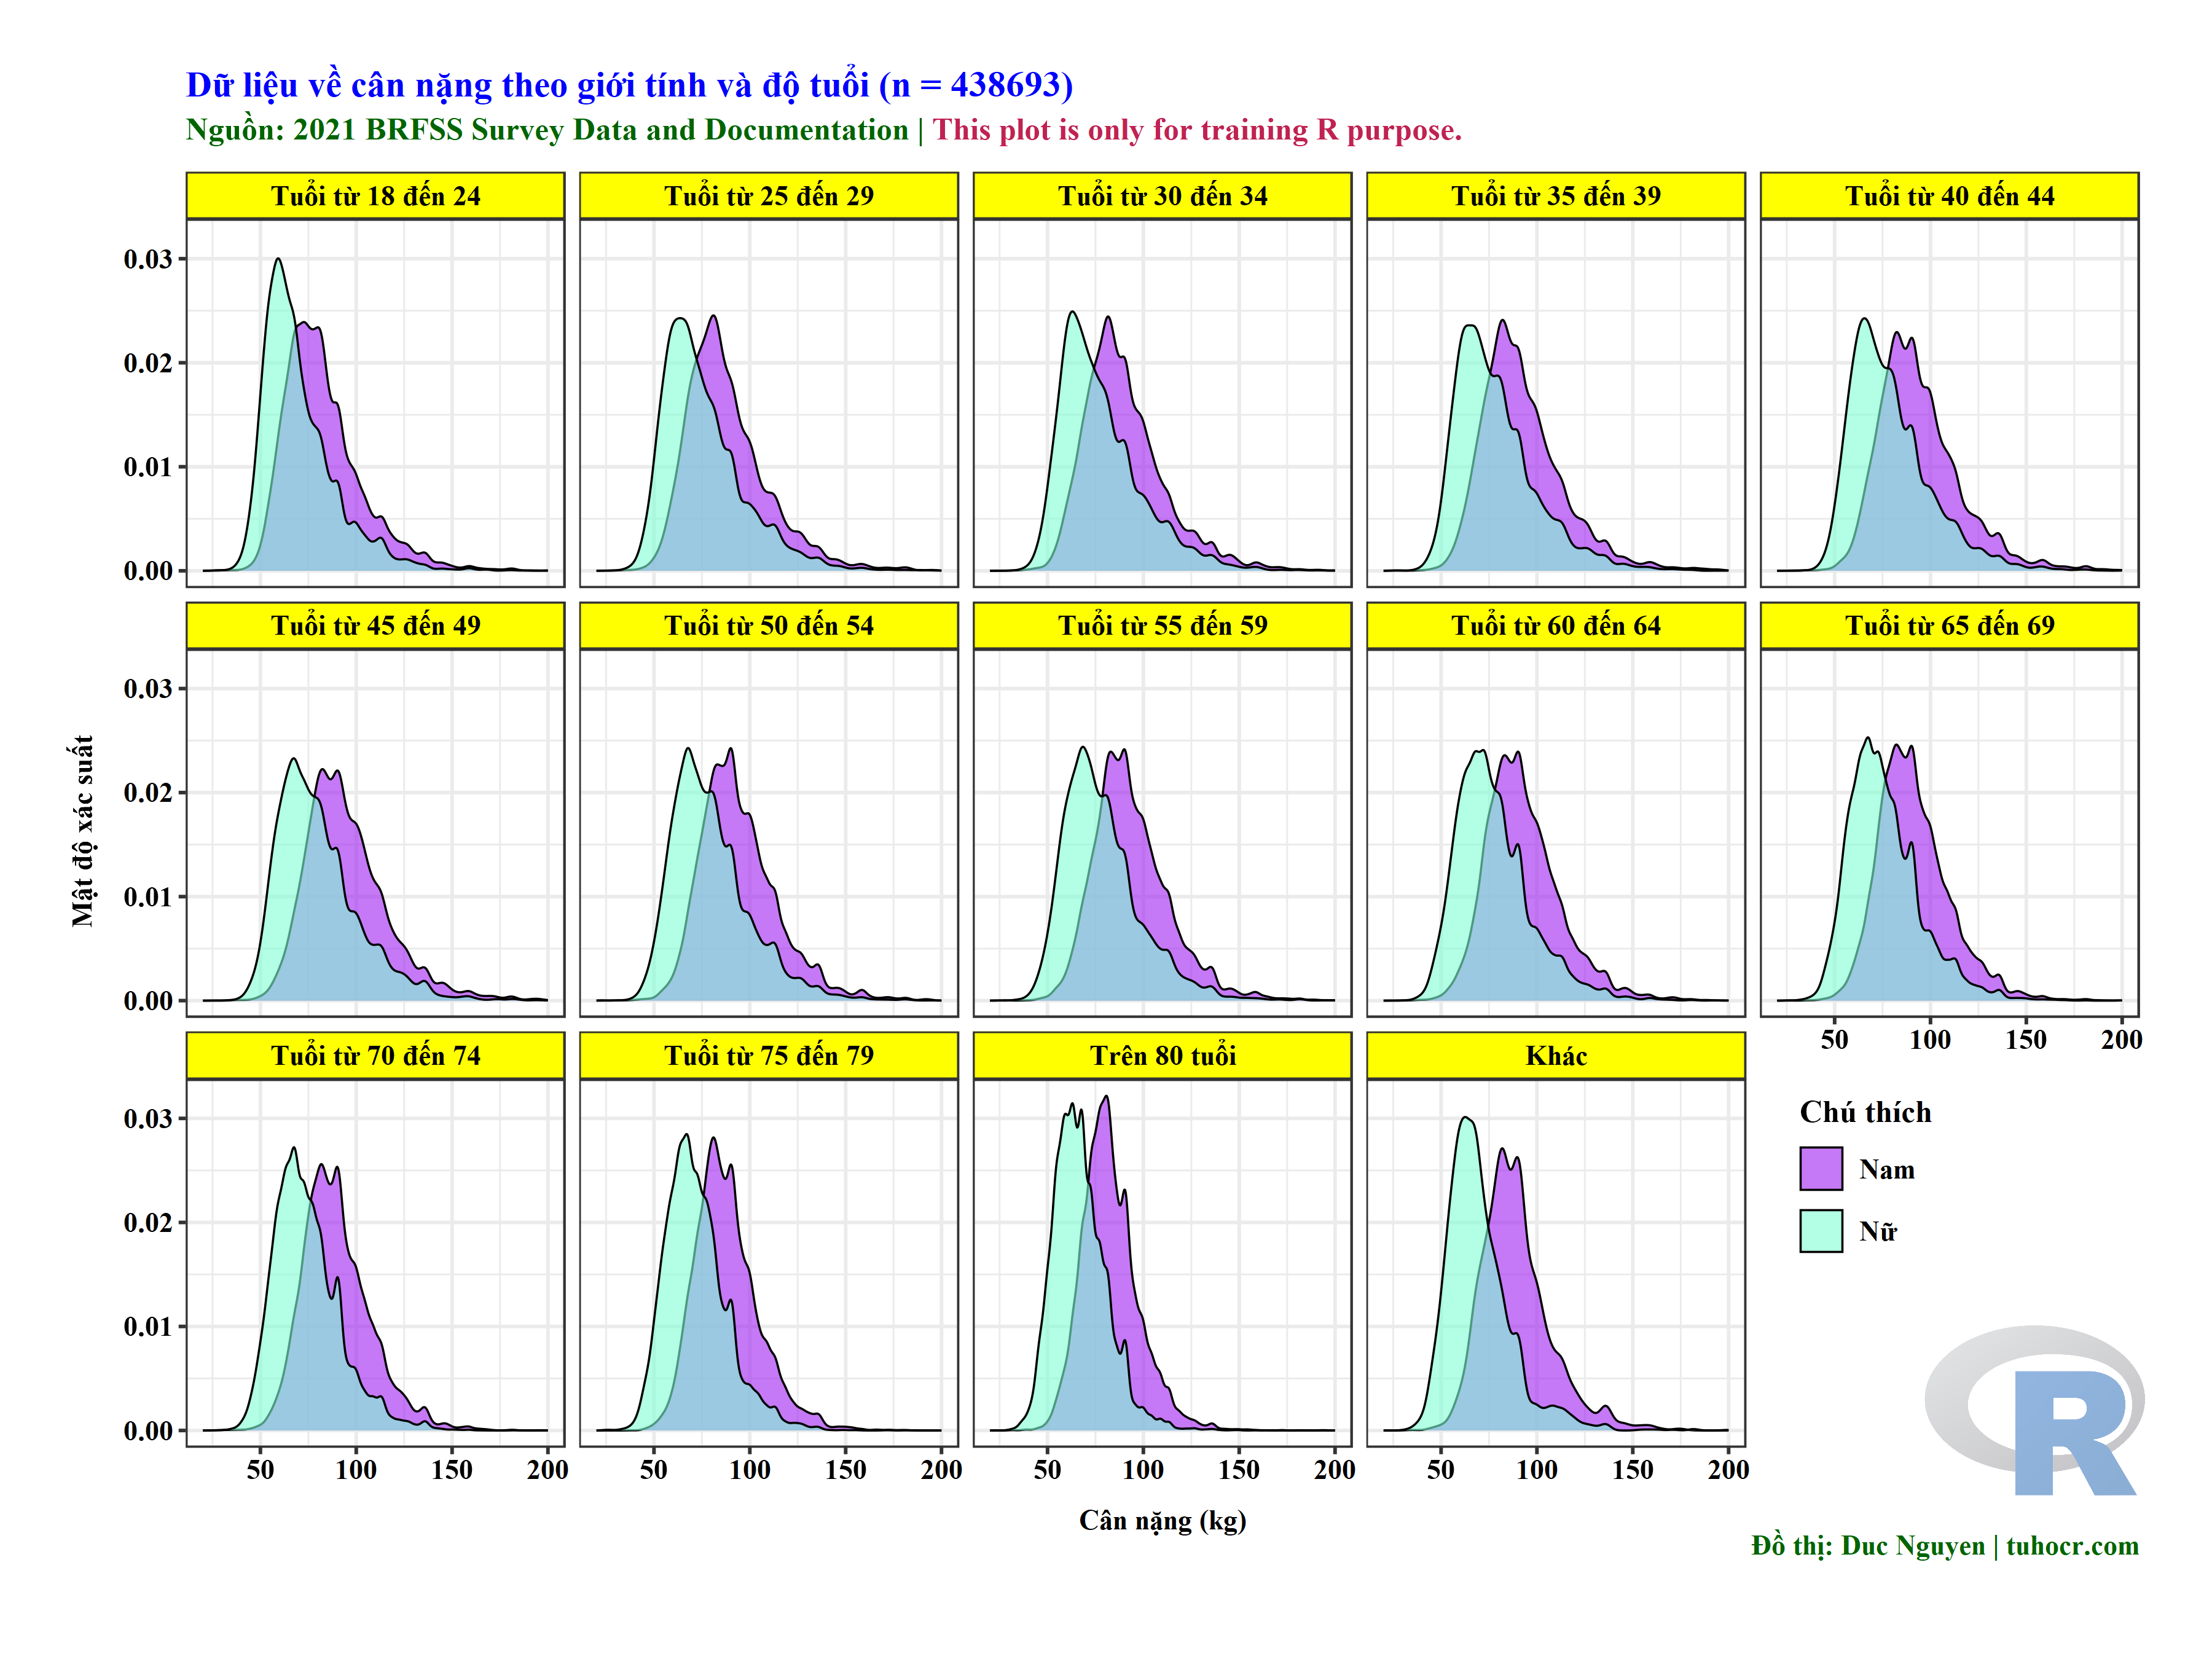 Dữ liệu về cân nặng theo giới tính và độ tuổi (n = 438693)
Nguồn: 2021 BRFSS Survey Data and Documentation | This plot is only for training R purpose.
Tuổi từ 18 đến 24
Tuổi từ 25 đến 29
Tuổi từ 30 đến 34
Tuổi từ 35 đến 39
Tuổi từ 40 đến 44
0.03
0.02
0.01
0.00
Tuổi từ 45 đến 49
Tuổi từ 50 đến 54
Tuổi từ 55 đến 59
Tuổi từ 60 đến 64
Tuổi từ 65 đến 69
0.03
0.02
0.01
0.00
50 100 150 200
Mật độ xác suất
Tuổi từ 70 đến 74
Tuổi từ 75 đến 79
Trên 80 tuổi
Khác
0.03
0.02
0.01
0.00
50 100 150 200
50 100 150 200
50 100 150 200
50 100 150 200
Chú thích
Nam
Nữ
R
Cân nặng (kg)
Đồ thị: Duc Nguyen | tuhocr.com